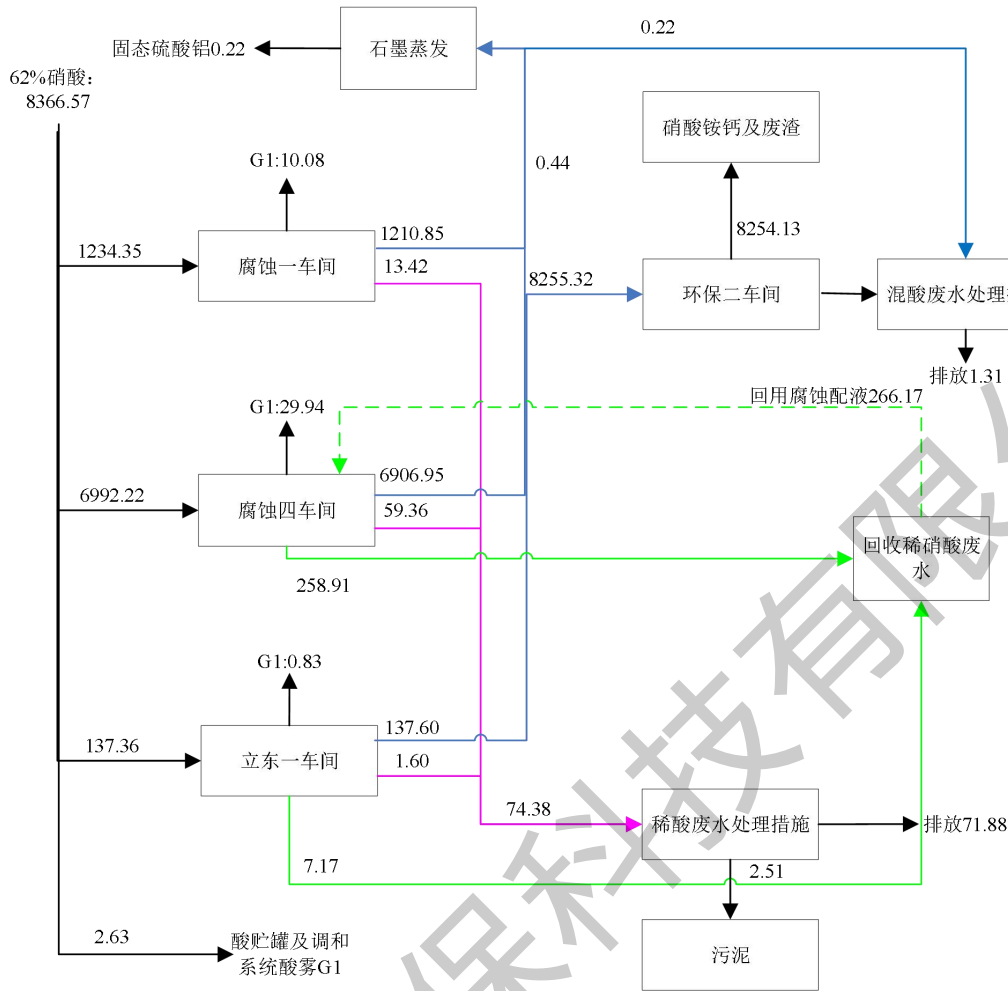 0.22
固态硫酸铝0.22
石墨蒸发
62%硝酸：
8366.57
硝酸铵钙及废渣
G1:10.08
0.44
8254.13
1234.35
腐蚀一车间
1210.85
13.42
8255.32
环保二车间
混酸废水处理
排放1.31
回用腐蚀配液266.17
G1:29.94
6992.22
腐蚀四车间
6906.95
59.36
回收稀硝酸废
水
258.91
G1:0.83
137.36
立东一车间
137.60
1.60
74.38
稀酸废水处理措施
排放71.88
7.17
2.51
2.63
酸贮罐及调和
系统酸雾G1
污泥
保科技有限公